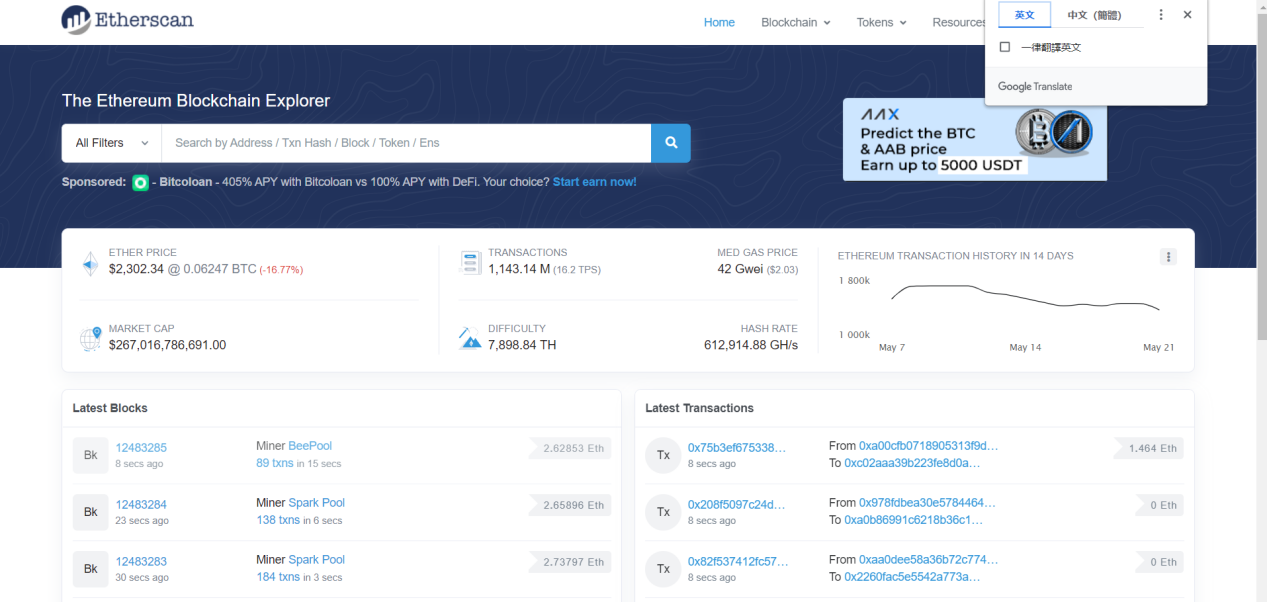 Etherscan
Home Blockchain Tokens Resources
英文 中文 (簡體)
一律翻譯英文
Google Translate
The Ethereum Blockchain Explorer
All Filters Search by Address / Txn Hash / Block / Token / Ens
Sponsored: - Bitcoloan - 405% APY with Bitcoloan vs 100% APY with DeFi. Your choice? Start earn now!
AAX
Predict the BTC
& AAB price
Earn up to 5000 USDT
ETHER PRICE
$2,302.34 @ 0.06247 BTC (-16.77%)
MARKET CAP
$267,016,786,691.00
TRANSACTIONS MED GAS PRICE
1,143.14 M (16.2 TPS) 42 Gwei ($2.03)
DIFFICULTY HASH RATE
7,898.84 TH 612,914.88 GH/s
ETHEREUM TRANSACTION HISTORY IN 14 DAYS
1 800k
1 000k
May 7 May 14 May 21
Latest Blocks
Bk 12483285 Miner BeePool 2.62853 Eth
8 secs ago 89 txns in 15 secs
Bk 12483284 Miner Spark Pool 2.65896 Eth
23 secs ago 138 txns in 6 secs
Bk 12483283 Miner Spark Pool 2.73797 Eth
30 secs ago 184 txns in 3 secs
Latest Transactions
Tx 0x75b3ef675338... From 0xa00cfb0718905313f9d... 1.464 Eth
8 secs ago To 0xc02aaa39b223fe8d0a...
Tx 0x208f5097c24d... From 0x978fdbea30e5784464... 0 Eth
8 secs ago To 0xa0b86991c6218b36c1...
Tx 0x82f537412fc57... From 0xaa0dee58a36b72c774... 0 Eth
8 secs ago To 0x2260fac5e5542a773a...